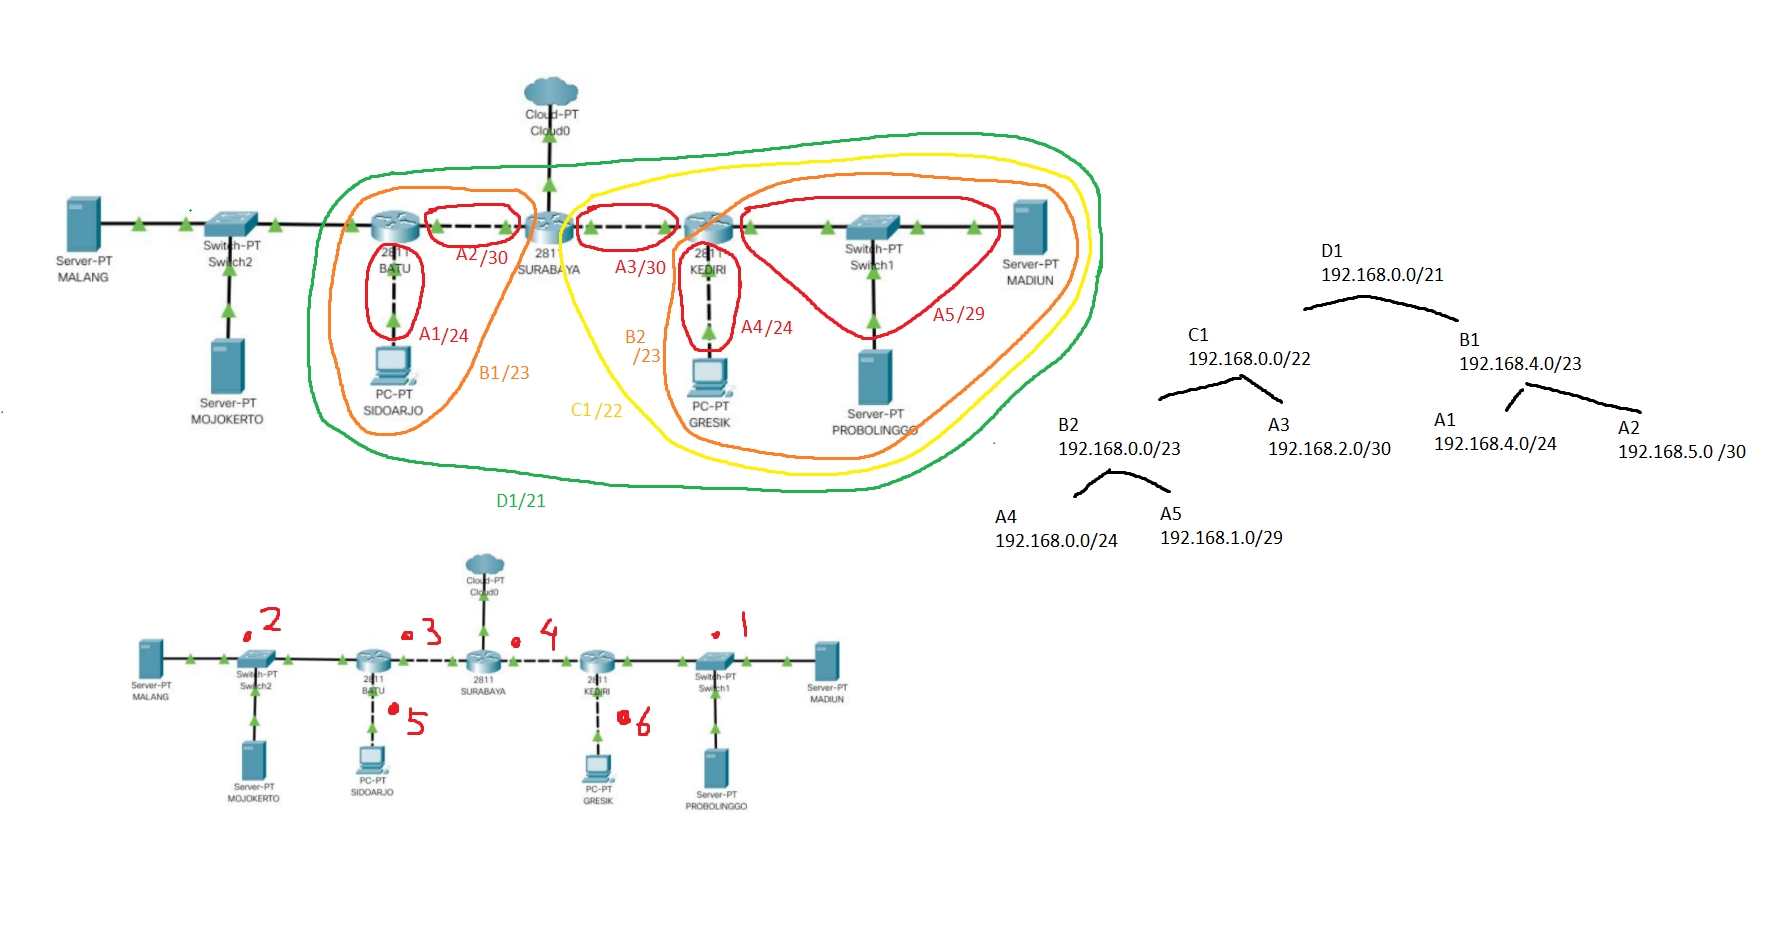 Cloud-PT
Cloud0
Server-PT
MALANG
Switch-PT
Switch2
2811
BATU
A2/30
2811
SURABAYA
A3/30
2811
KEDIRI
Switch-PT
Switch1
Server-PT
MADIUN
A1/24
A4/24
A5/29
B2
/23
B1/23
C1/22
Server-PT
MOJOKERTO
PC-PT
SIDOARJO
PC-PT
GRESIK
Server-PT
PROBOLINGGO
D1/21
D1
192.168.0.0/21
C1
192.168.0.0/22
B1
192.168.4.0/23
B2
192.168.0.0/23
A3
192.168.2.0/30
A1
192.168.4.0/24
A2
192.168.5.0 /30
A4
192.168.0.0/24
A5
192.168.1.0/29
Cloud-PT
Cloud0
2
3
4
1
Server-PT
MALANG
Switch-PT
Switch2
2811
BATU
2811
SURABAYA
2811
KEDIRI
Switch-PT
Switch1
Server-PT
MADIUN
5
6
Server-PT
MOJOKERTO
PC-PT
SIDOARJO
PC-PT
GRESIK
Server-PT
PROBOLINGGO